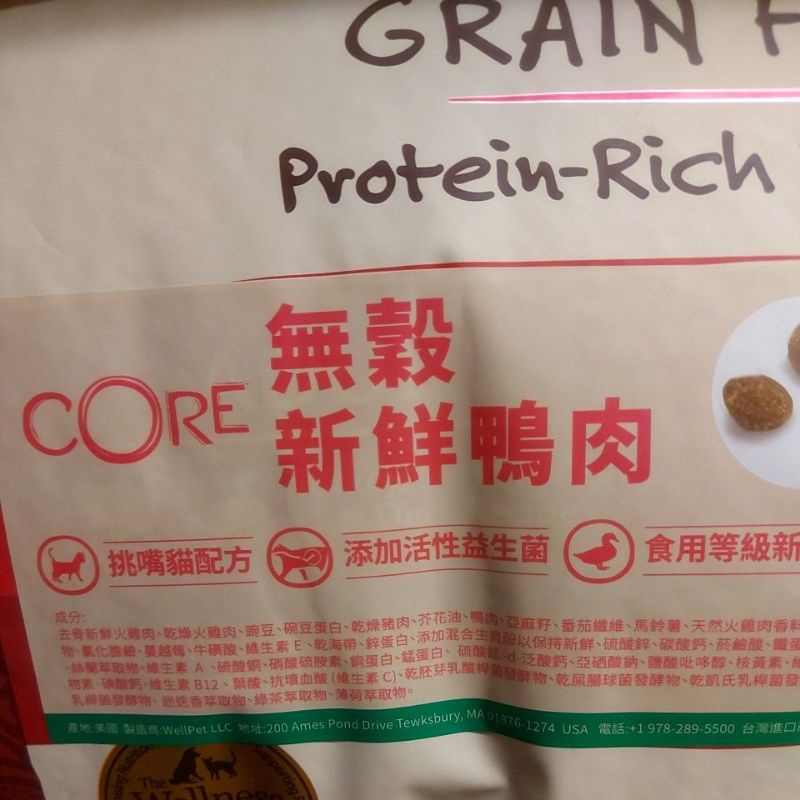 GRAIN
Protein-Rich
CORE
無穀
新鮮鴨肉
挑嘴貓配方
添加活性益生菌
食用等級新
成分:
去骨新鮮火雞肉、乾燥火雞肉、豌豆、碗豆蛋白、乾燥豬肉、芥花油、鴨肉、亞麻籽、番茄纖維、馬鈴薯、天然火雞肉香料
物、氯化膽鹼、蔓越莓、牛磺酸、維生素 E、乾海帶、鋅蛋白、添加混合生育酚以保持新鮮、硫酸鋅、碳酸鈣、菸鹼酸、鐵蛋
、絲蘭萃取物、維生素 A、硫酸銅、硝酸硫胺素、銅蛋白、錳蛋白、硫酸錳、d-泛酸鈣、亞硒酸鈉、鹽酸吡哆醇、核黃素、
物素、碘酸鈣、維生素 B12、葉酸、抗壞血酸 (維生素 C)、乾胚芽乳酸桿菌發酵物、乾屎腸球菌發酵物、乾凱氏乳桿菌發
乳桿菌發酵物、迷迭香萃取物、綠茶萃取物、薄荷萃取物。
產地:美國 製造商:WellPet LLC 地址:200 Ames Pond Drive Tewksbury, MA 01876-1274 USA 電話:+1 978-289-5500 台灣進口
The
Wellness